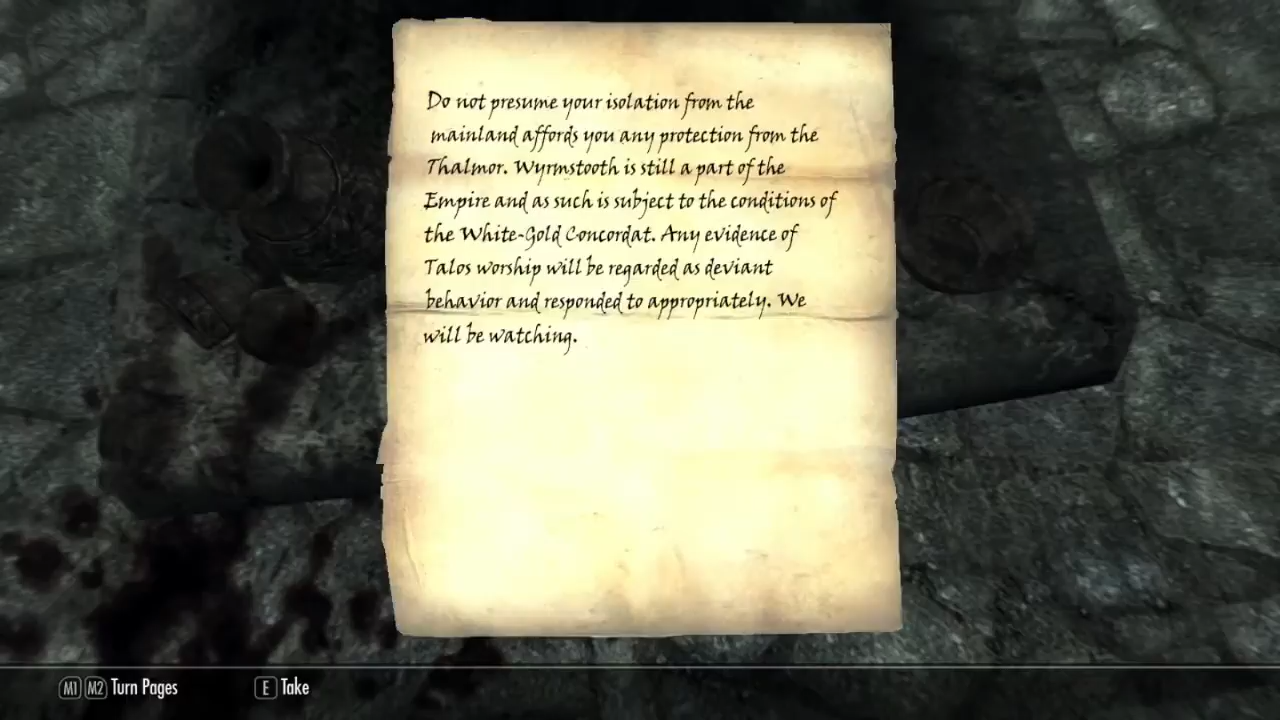 Do not presume your isolation from the
mainland affords you any protection from the
Thalmor. Wyrmstooth is still a part of the
Empire and as such is subject to the conditions of
the White-Gold Concordat. Any evidence of
Talos worship will be regarded as deviant
behavior and responded to appropriately. We
will be watching.
M1 M2 Turn Pages E Take